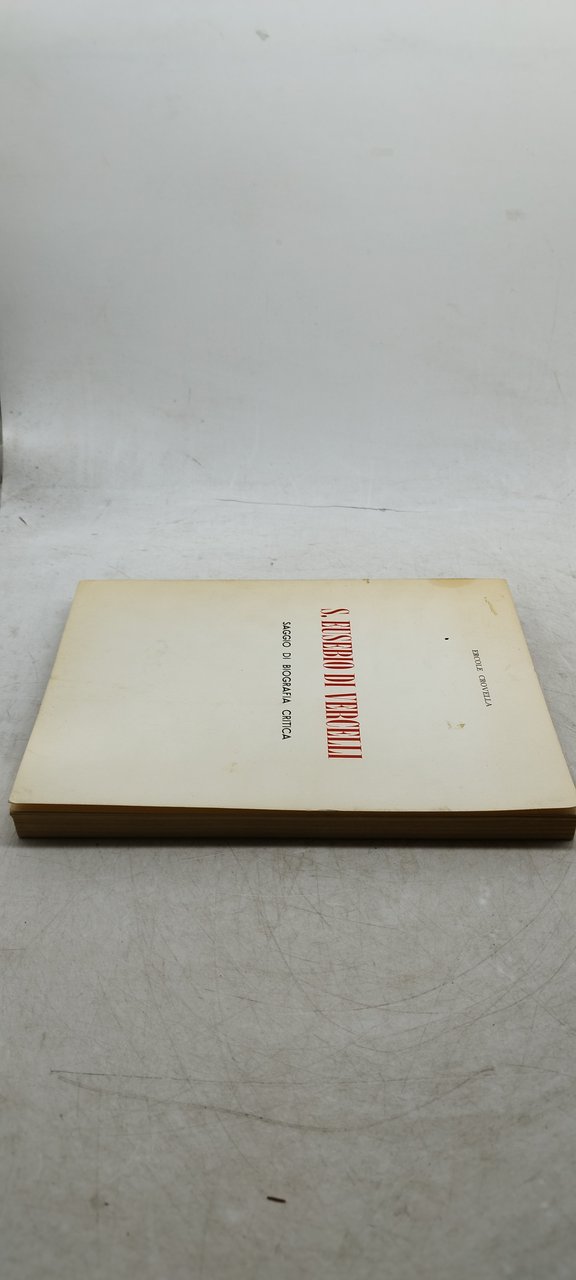 ERCOLE CROVELLA
S. EUSEBIO DI VERCELLI
SAGGIO DI BIOGRAFIA CRITICA